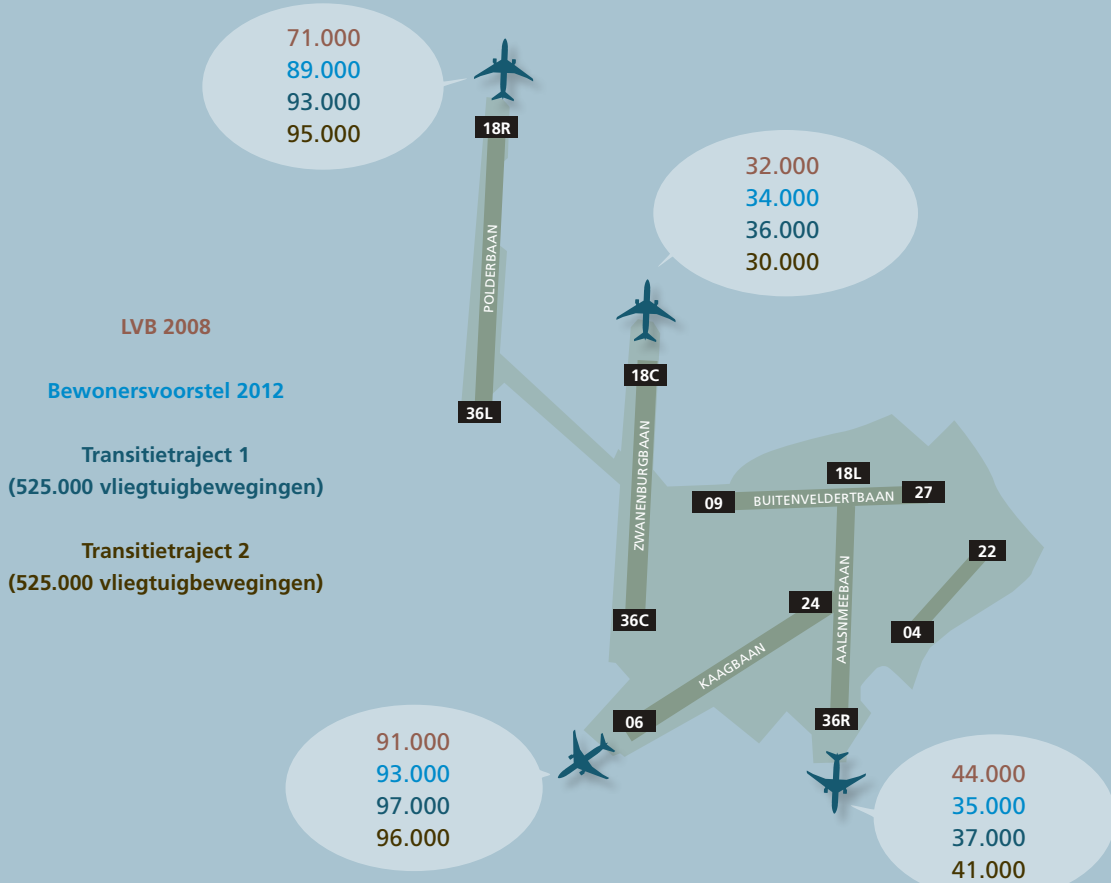 71.000
89.000
93.000
95.000
18R
32.000
34.000
36.000
30.000
POLDERBAAN
LVB 2008
18C
Bewonersvoorstel 2012
36L
ZWANENBURGBAAN
Transitietraject 1
(525.000 vliegtuigbewegingen)
18L
09
BUITENVELDERTBAAN
27
Transitietraject 2
(525.000 vliegtuigbewegingen)
22
24
36C
04
AALSNMEEBAAN
KAAGBAAN
06
36R
91.000
93.000
97.000
96.000
44.000
35.000
37.000
41.000